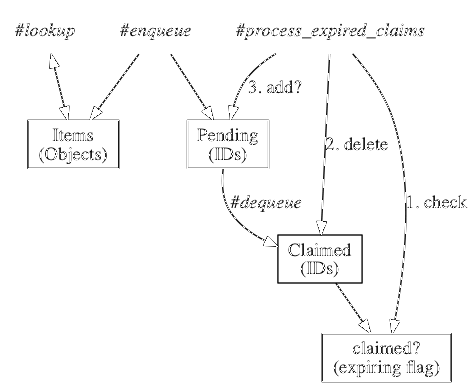 #lookup
#enqueue
#process_expired_claims
3. add?
Items
(Objects)
Pending
(IDs)
2. delete
#dequeue
1. check
Claimed
(IDs)
claimed?
(expiring flag)